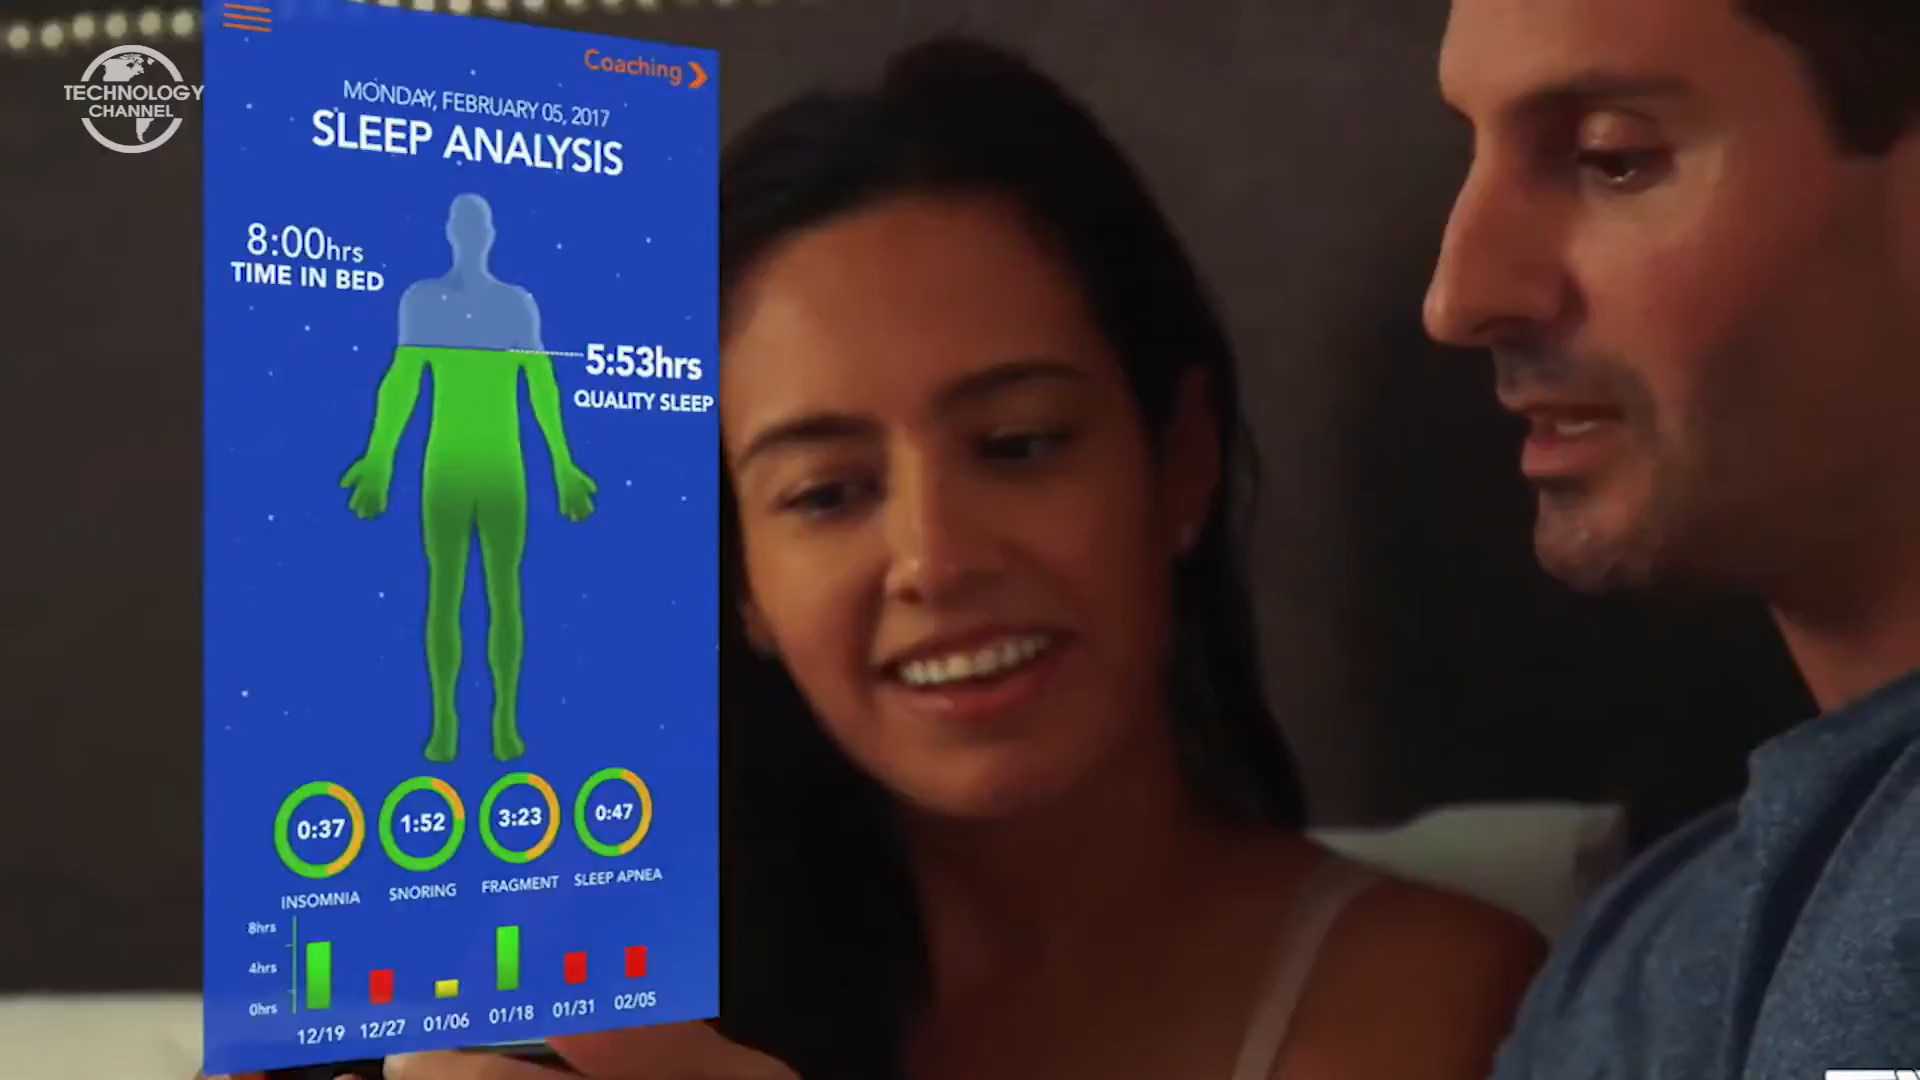 TECHNOLOGY
CHANNEL
Coaching
MONDAY, FEBRUARY 05, 2017
SLEEP ANALYSIS
8:00hrs
TIME IN BED
5:53hrs
QUALITY SLEEP
0:37 1:52 3:23 0:47
INSOMNIA SNORING FRAGMENT SLEEP APNEA
8hrs
4hrs
0hrs
12/19 12/27 01/06 01/18 01/31 02/05